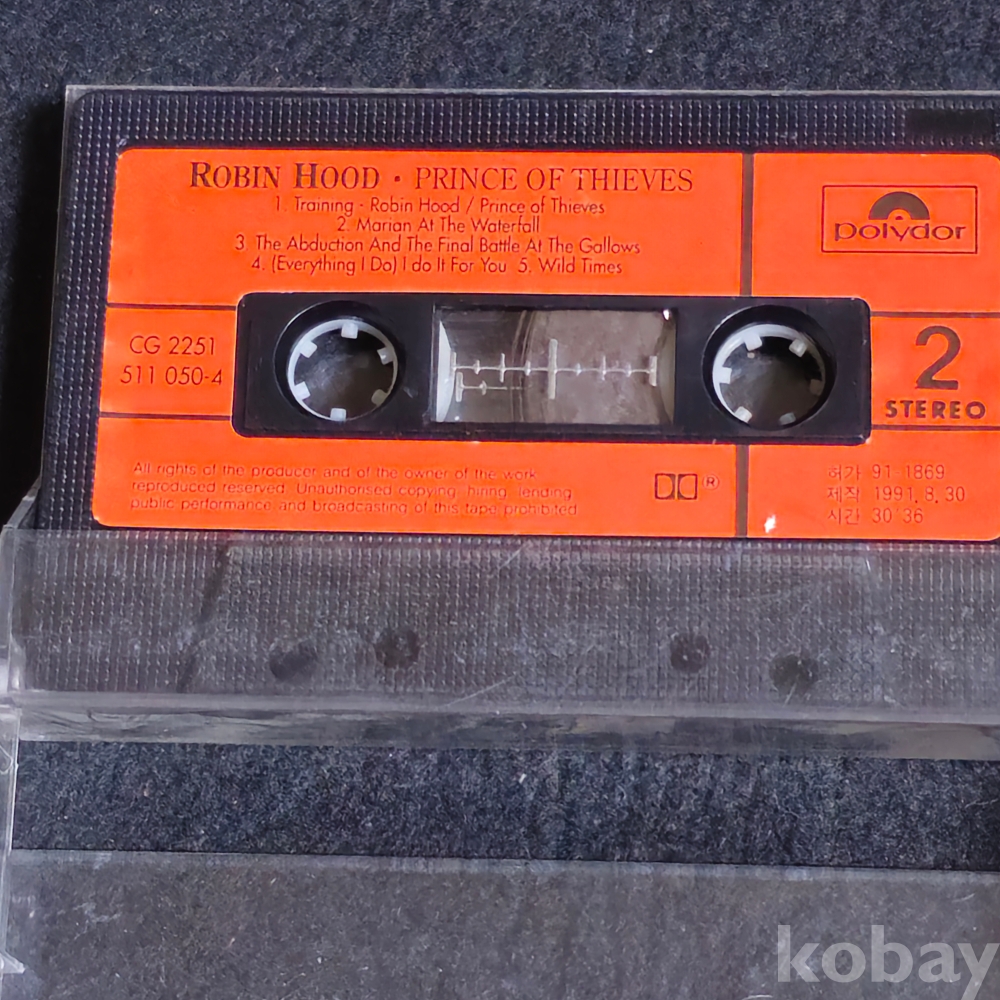 ROBIN HOOD · PRINCE OF THIEVES
1. Training - Robin Hood / Prince of Thieves
2. Marian At The Waterfall
3. The Abduction And The Final Battle At The Gallows
4. (Everything I Do) I do It For You 5. Wild Times
polydor
CG 2251
511 050-4
2
STEREO
All rights of the producer and of the owner of the work
reproduced reserved. Unauthorised copying, hiring, lending
public performance and broadcasting of this tape prohibited
®
허가 91-1869
제작 1991. 8. 30
시간 30'36
kobay